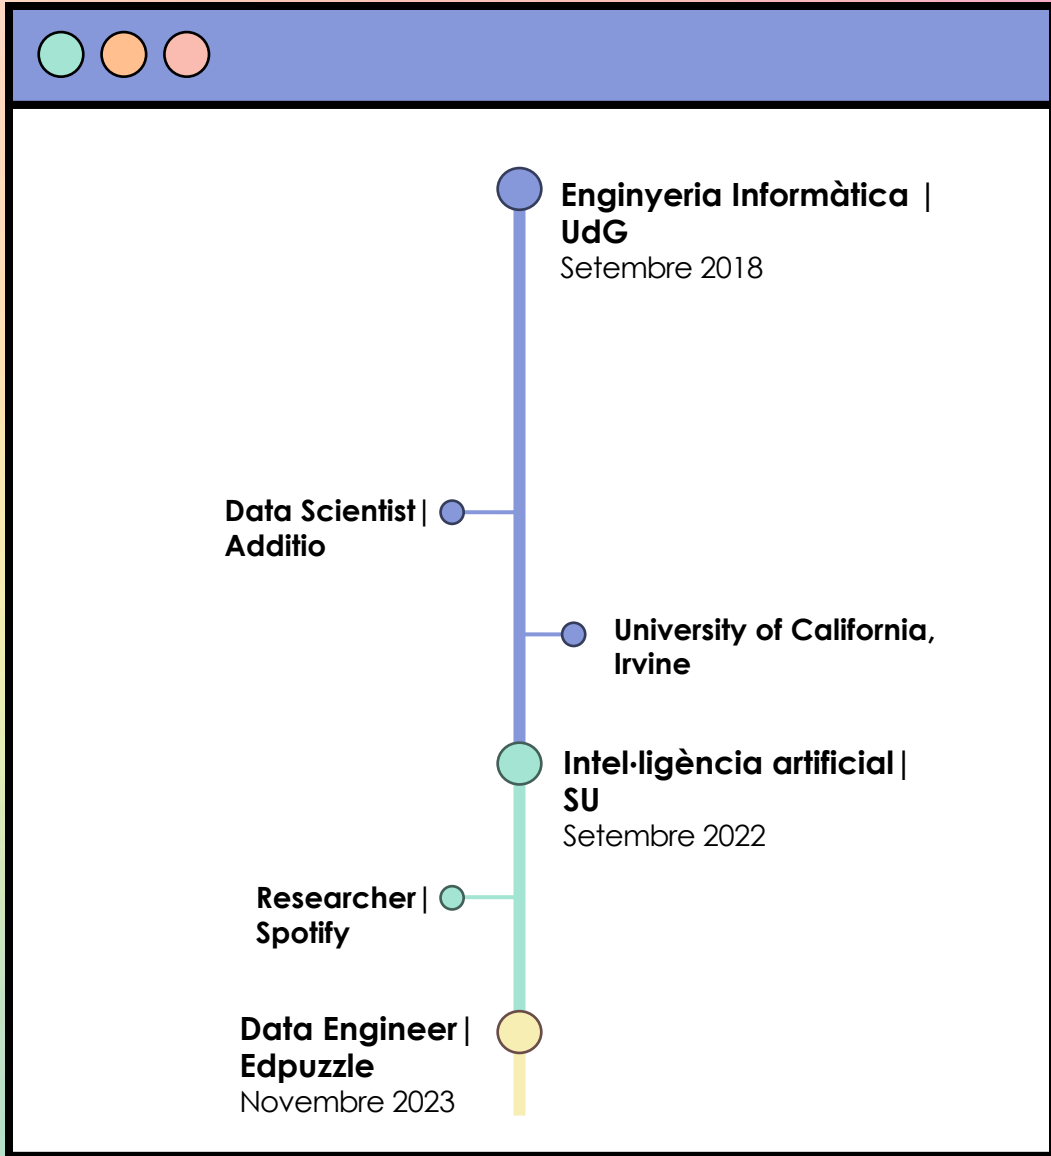 Enginyeria Informàtica |
UdG
Setembre 2018
Data Scientist|
Additio
University of California,
Irvine
Intel·ligència artificial|
SU
Setembre 2022
Researcher|
Spotify
Data Engineer|
Edpuzzle
Novembre 2023